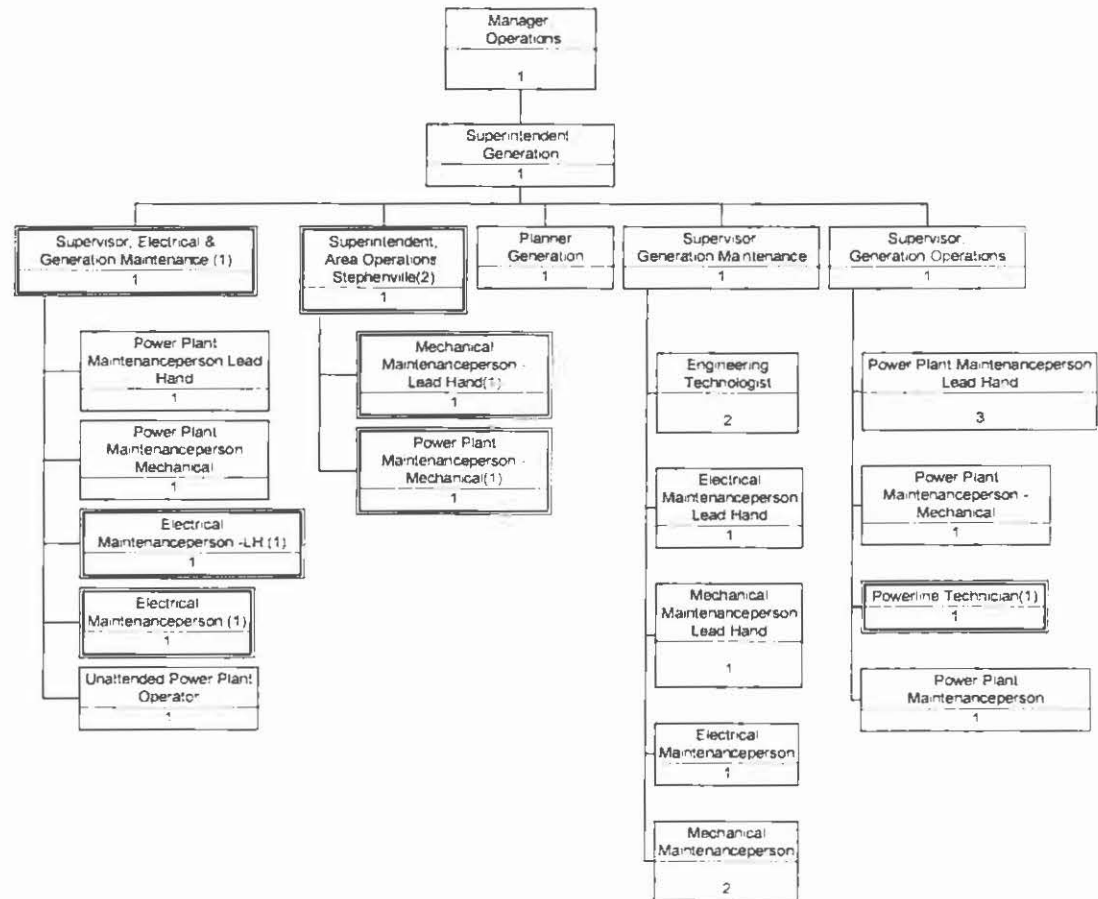 Manager
Operations
1
Superintendent
Generation
1
Supervisor, Electrical &
Generation Maintenance (1)
1
Superintendent,
Area Operations
Stephenville(2)
1
Planner
Generation
1
Supervisor
Generation Maintenance
1
Supervisor,
Generation Operations
1
Power Plant
Maintenanceperson Lead
Hand
1
Power Plant
Maintenanceperson
Mechanical
1
Electrical
Maintenanceperson -LH (1)
1
Electrical
Maintenanceperson (1)
1
Unattended Power Plant
Operator
1
Mechanical
Maintenanceperson -
Lead Hand(1)
1
Power Plant
Maintenanceperson -
Mechanical(1)
1
Engineering
Technologist
2
Electrical
Maintenanceperson
Lead Hand
1
Mechanical
Maintenanceperson
Lead Hand
1
Electrical
Maintenanceperson
1
Mechanical
Maintenanceperson
2
Power Plant Maintenanceperson
Lead Hand
3
Power Plant
Maintenanceperson -
Mechanical
1
Powerline Technician(1)
1
Power Plant
Maintenanceperson
1